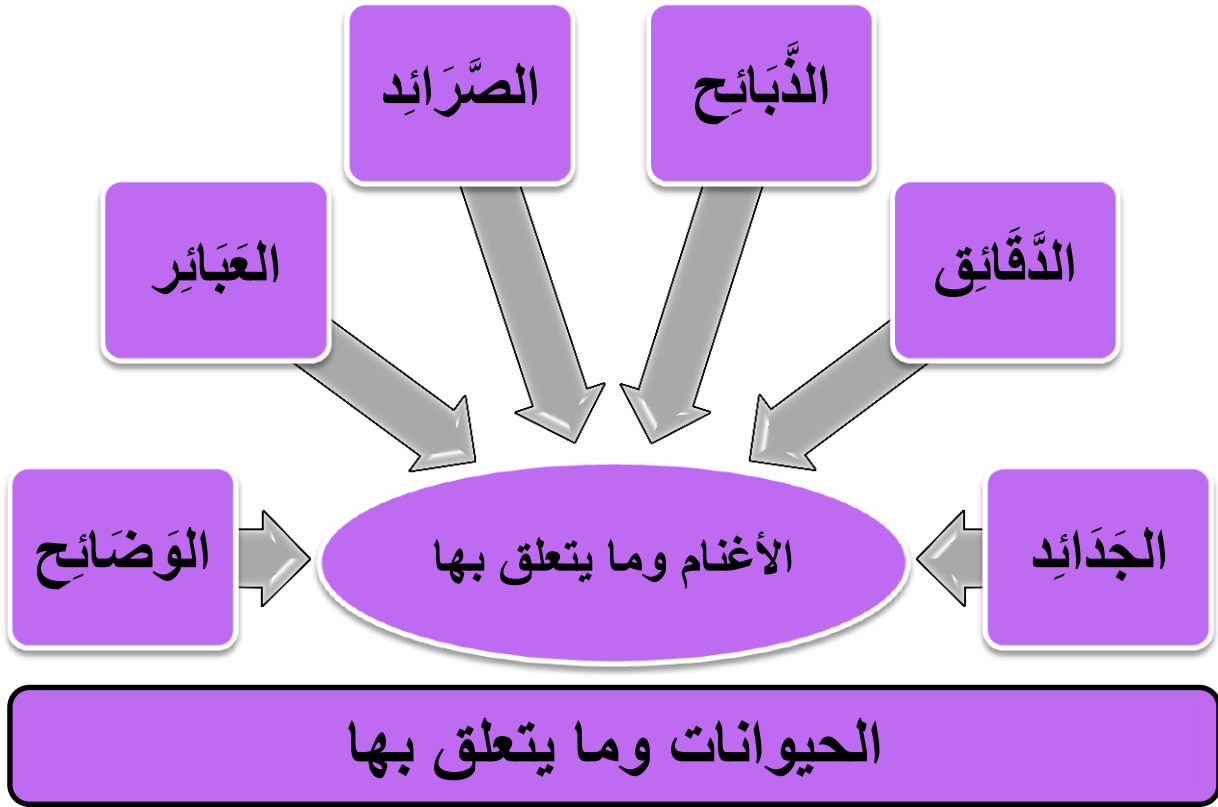 الذَّبَائِح
الصَّرَائِد
الدَّقَائِق
العَبَائِر
الجَدَائِد
الأغنام وما يتعلق بها
الوَضَائِح
الحيوانات وما يتعلق بها